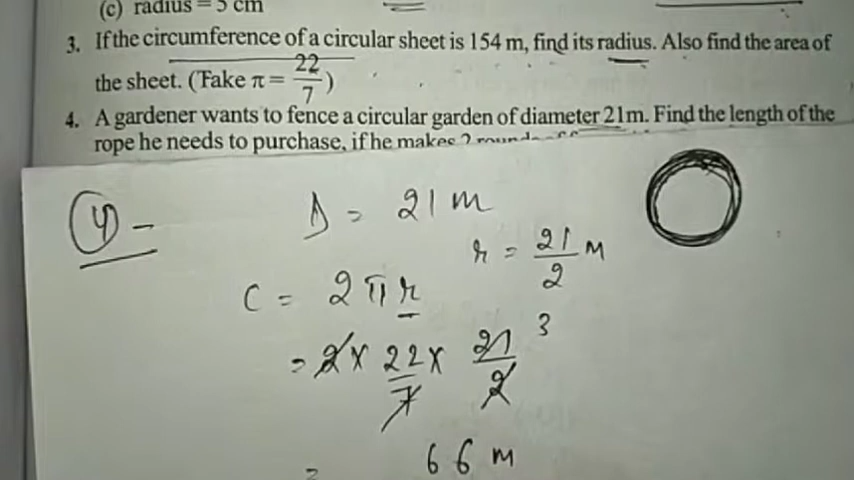 (c) radius = 5 cm
3. If the circumference of a circular sheet is 154 m, find its radius. Also find the area of
the sheet. (Take π = 22/7)
4. A gardener wants to fence a circular garden of diameter 21m. Find the length of the
rope he needs to purchase, if he makes 2
4 -
D = 21 m
r = 21/2 m
C = 2πr
= 2 × 22/7 × 21/2 3
= 66 m